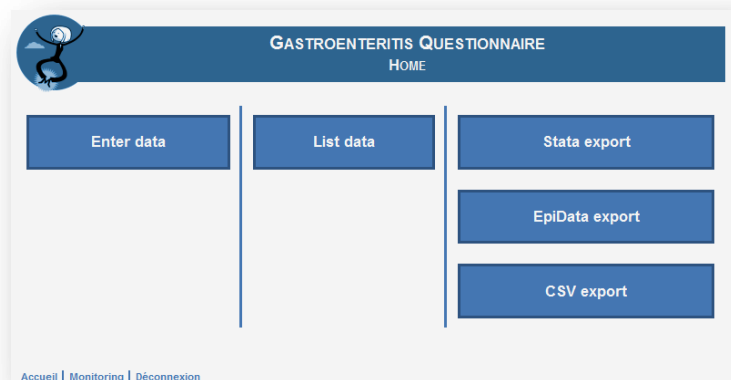 GASTROENTERITIS QUESTIONNAIRE
HOME
Enter data
List data
Stata export
EpiData export
CSV export
Accueil | Monitoring | Déconnexion